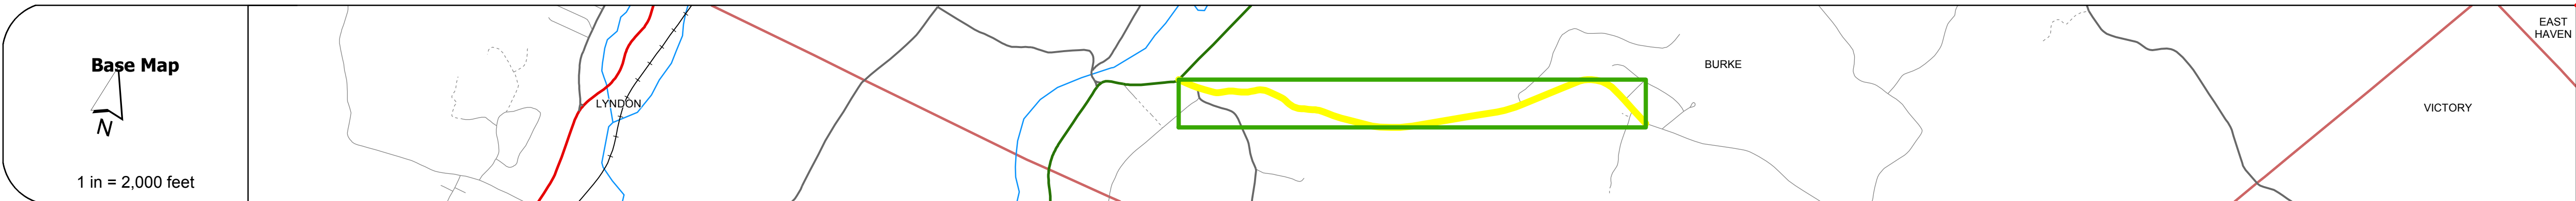 Base Map
N
1 in = 2,000 feet
LYNDON
BURKE
EAST
HAVEN
VICTORY